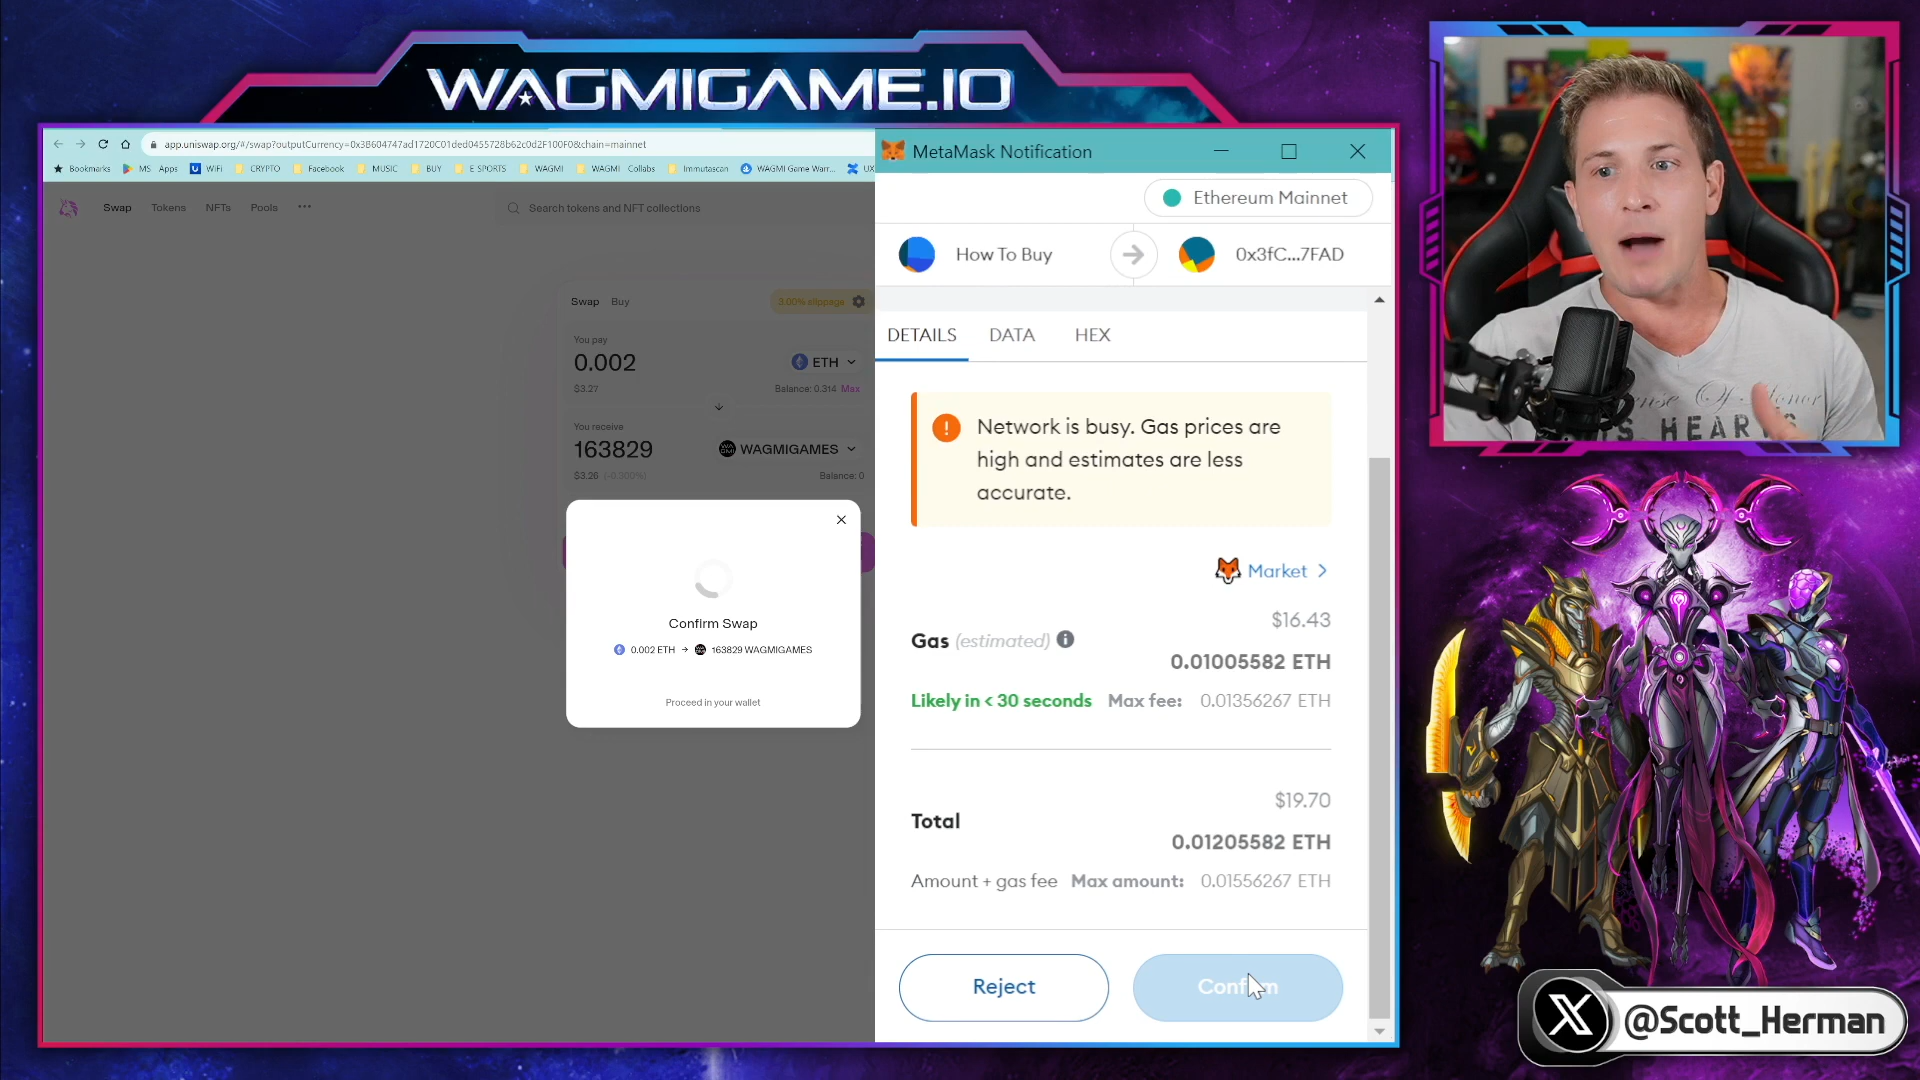 WAGMIGAME.IO
app.uniswap.org/#/swap?outputCurrency=0x3B604747ad1720C01ded0455728b62c0d2F100F0&chain=mainnet
Bookmarks MS Apps WiFi CRYPTO Facebook MUSIC BUY E SPORTS WAGMI WAGMI Collabs Immutascan WAGMI Game Warr... UX
Swap Tokens NFTs Pools ...
Search tokens and NFT collections
Swap Buy 3.00% slippage
You pay
0.002 ETH
$3.27 Balance: 0.314 Max
You receive
163829 WAGMIGAMES
$3.26 (-0.300%) Balance: 0
Confirm Swap
0.002 ETH → 163829 WAGMIGAMES
Proceed in your wallet
MetaMask Notification
Ethereum Mainnet
How To Buy 0x3fC...7FAD
DETAILS DATA HEX
Network is busy. Gas prices are
high and estimates are less
accurate.
Market
$16.43
Gas (estimated)
0.01005582 ETH
Likely in < 30 seconds Max fee: 0.01356267 ETH
$19.70
Total
0.01205582 ETH
Amount + gas fee Max amount: 0.01556267 ETH
Reject Confirm
HEARTS
@Scott_Herman